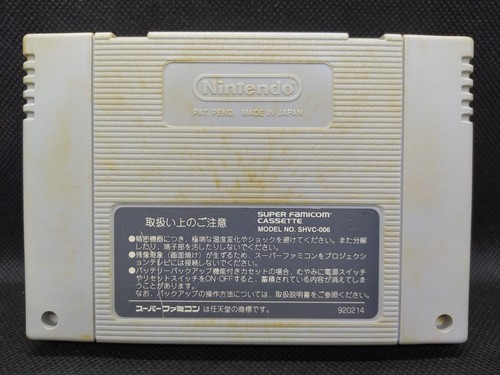 Nintendo
PAT. PEND. MADE IN JAPAN
取扱い上のご注意
SUPER FAMICOM™
CASSETTE
MODEL NO. SHVC-006
●精密機器につき、極端な温度変化やショックを避けてください。また分解
したり、端子部を汚したりしないでください。
●残像現象（画面焼け）が生ずるため、スーパーファミコンをプロジェクショ
ンテレビには接続しないでください。
●バッテリーバックアップ機能付きカセットの場合、むやみに電源スイッチ
やリセットスイッチをON・OFFすると、蓄積されている内容が消えてしま
うことがあります。
なお、バックアップの操作方法については、取扱説明書をご参照ください。
スーパーファミコン は任天堂の商標です。
920214